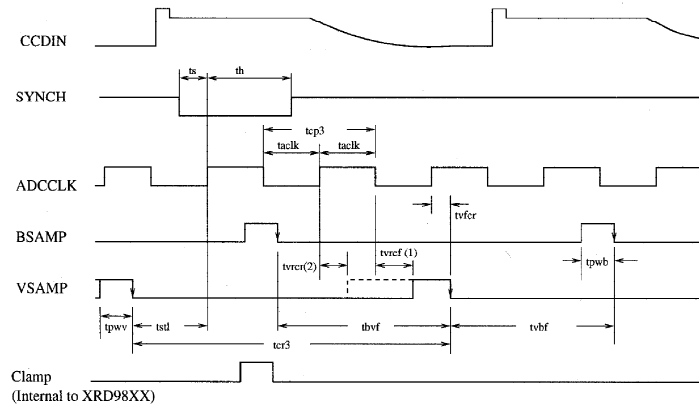 CCDIN
ts
th
SYNCH
tcp3
taclk
taclk
ADCCLK
tvfcr
BSAMP
tvrcr(2)
tvrcf (1)
tpwb
VSAMP
tpwv
tstl
tbvf
tvbf
tcr3
Clamp
(Internal to XRD98XX)